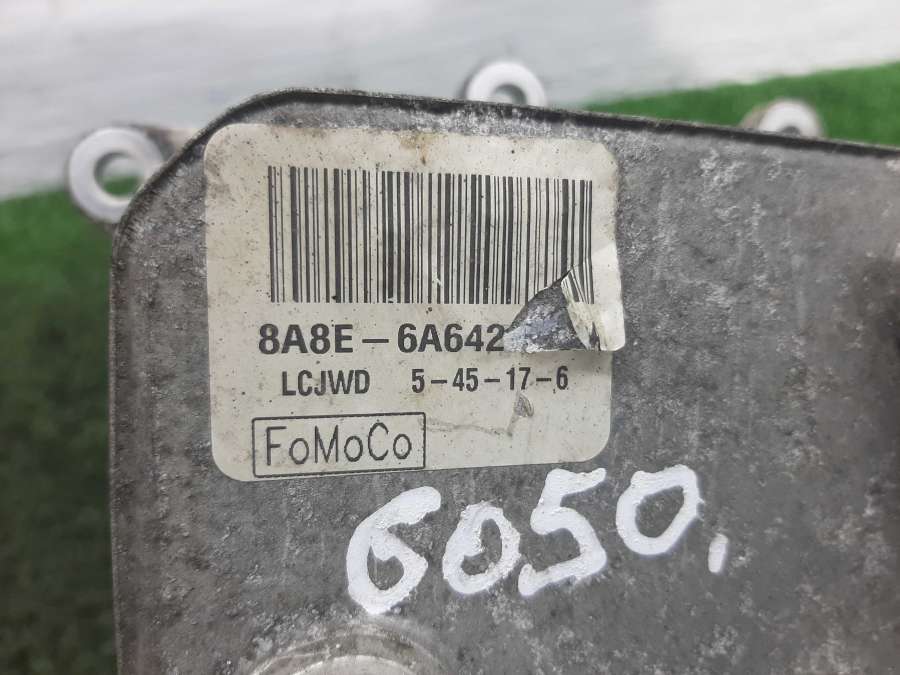 8A8E-6A642
LCJWD 5-45-17-6
FoMoCo
6050,